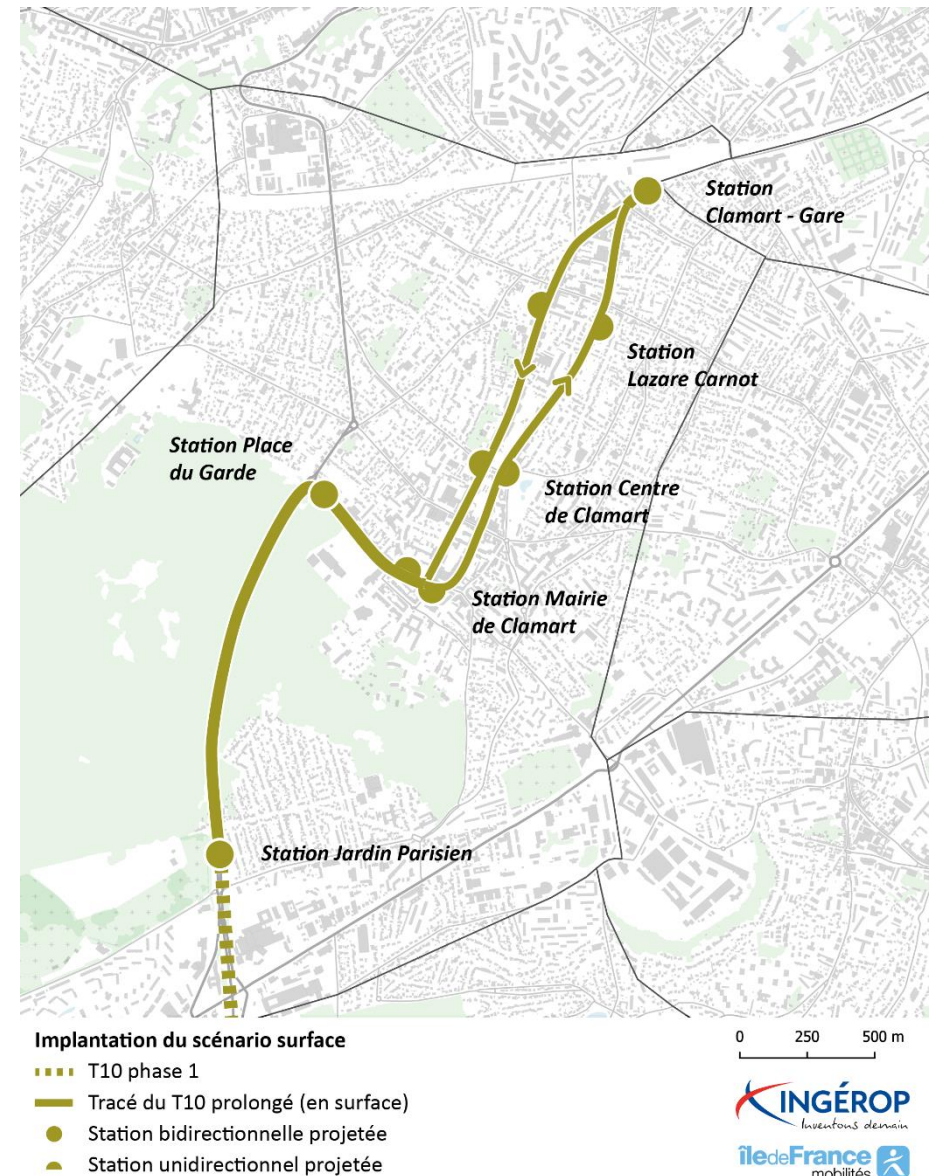 Station
Clamart - Gare
Station
Lazare Carnot
Station Place
du Garde
Station Centre
de Clamart
Station Mairie
de Clamart
Station Jardin Parisien
Implantation du scénario surface
T10 phase 1
Tracé du T10 prolongé (en surface)
Station bidirectionnelle projetée
Station unidirectionnel projetée
0 250 500 m
INGÉROP
Inventons demain
îledeFrance
mobilités